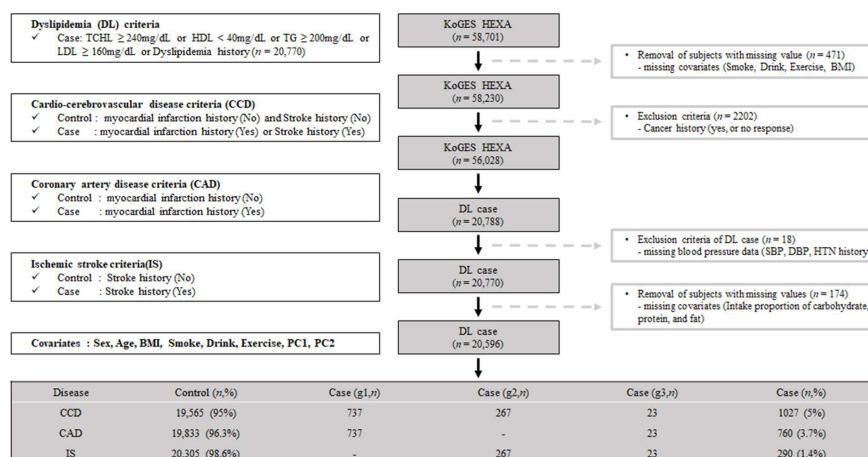 Dyslipidemia (DL) criteria
✓ Case: TCHL ≥ 240mg/dL or HDL < 40mg/dL or TG ≥ 200mg/dL or
LDL ≥ 160mg/dL or Dyslipidemia history (n = 20,770)
Cardio-cerebrovascular disease criteria (CCD)
✓ Control : myocardial infarction history (No) and Stroke history (No)
✓ Case : myocardial infarction history (Yes) or Stroke history (Yes)
Coronary artery disease criteria (CAD)
✓ Control : myocardial infarction history (No)
✓ Case : myocardial infarction history (Yes)
Ischemic stroke criteria(IS)
✓ Control : Stroke history (No)
✓ Case : Stroke history (Yes)
Covariates : Sex, Age, BMI, Smoke, Drink, Exercise, PC1, PC2
KoGES HEXA
(n = 58,701)
KoGES HEXA
(n = 58,230)
KoGES HEXA
(n = 56,028)
DL case
(n = 20,788)
DL case
(n = 20,770)
DL case
(n = 20,596)
• Removal of subjects with missing value (n = 471)
- missing covariates (Smoke, Drink, Exercise, BMI)
• Exclusion criteria (n = 2202)
- Cancer history (yes, or no response)
• Exclusion criteria of DL case (n = 18)
- missing blood pressure data (SBP, DBP, HTN history
• Removal of subjects with missing values (n = 174)
- missing covariates (Intake proportion of carbohydrate,
protein, and fat)
Disease Control (n,%) Case (g1,n) Case (g2,n) Case (g3,n) Case (n,%)
CCD 19,565 (95%) 737 267 23 1027 (5%)
CAD 19,833 (96.3%) 737 - 23 760 (3.7%)
IS 20,305 (98.6%) - 267 23 290 (1.4%)